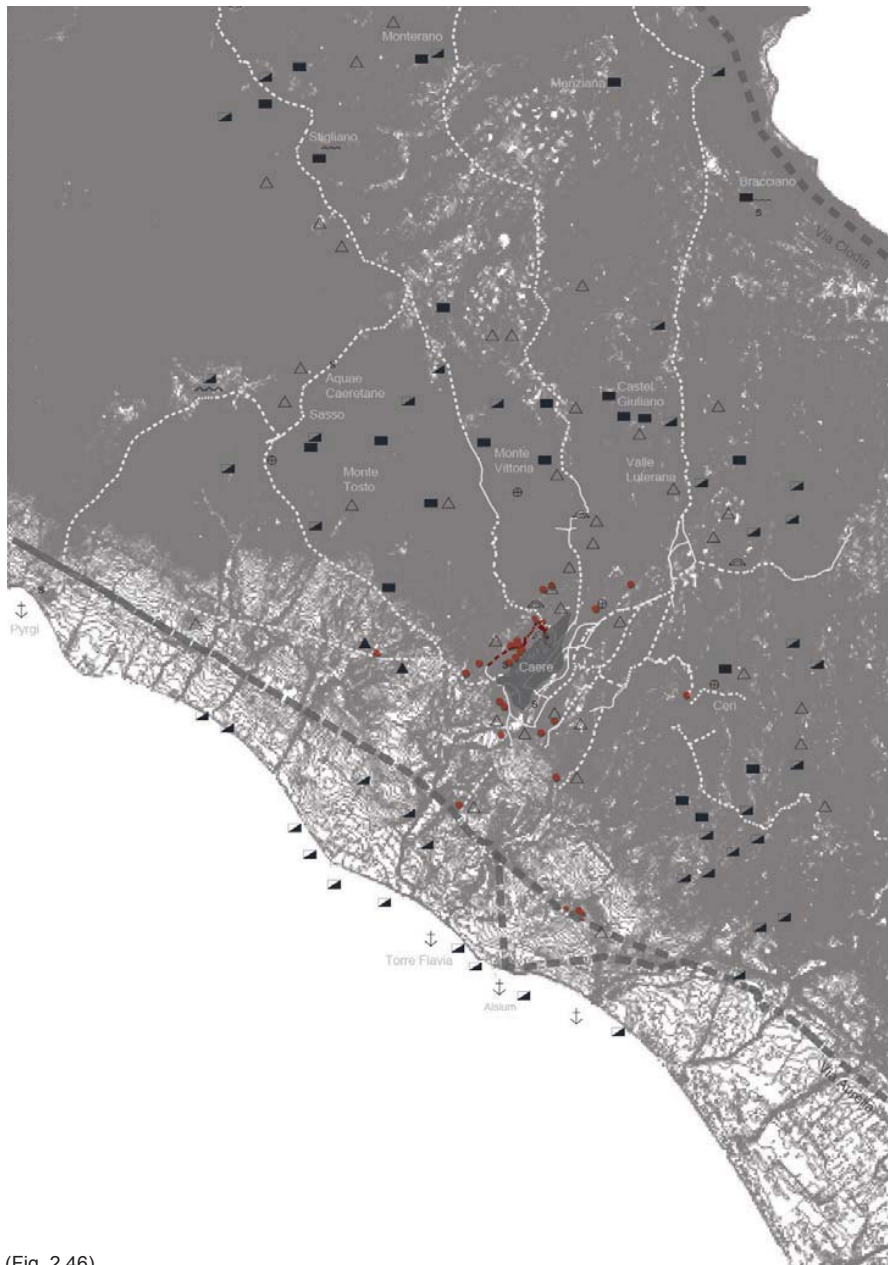 Monterano
Manziana
Stigliano
Bracciano
s
Via Clodia
s
Aquae
Caeretane
Castel
Giuliano
Sasso
Monte
Vittoria
Monte
Tosto
Valle
Luterana
s
Pyrgi
Caere
s
Ceri
Torre Flavia
Alsium
Via Aurelia
(Fig. 2.46)